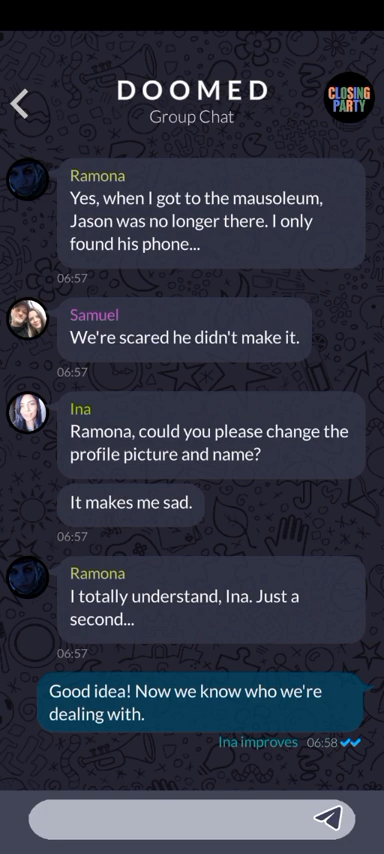 DOOMED
Group Chat
CLOSING
PARTY
Ramona
Yes, when I got to the mausoleum,
Jason was no longer there. I only
found his phone...
06:57
Samuel
We're scared he didn't make it.
06:57
Ina
Ramona, could you please change the
profile picture and name?
It makes me sad.
06:57
Ramona
I totally understand, Ina. Just a
second...
06:57
Good idea! Now we know who we're
dealing with.
Ina improves 06:58